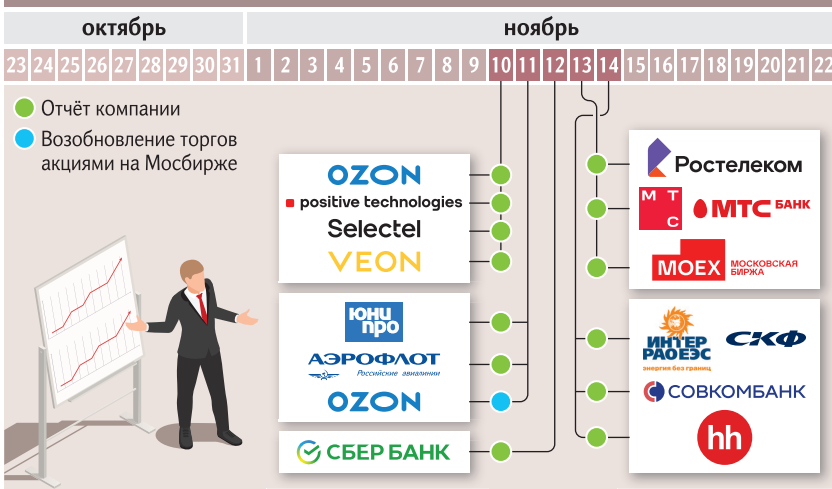 октябрь
ноябрь
23 24 25 26 27 28 29 30 31 1 2 3 4 5 6 7 8 9 10 11 12 13 14 15 16 17 18 19 20 21 22
Отчёт компании
Возобновление торгов
акциями на Мосбирже
OZON
positive technologies
Selectel
VEON
ЮНИ
ПРО
АЭРОФЛОТ
Российские авиалинии
OZON
СБЕР БАНК
Ростелеком
М Т
С
МТС БАНК
MOEX
МОСКОВСКАЯ
БИРЖА
ИНТЕР
РАО ЕЭС
энергия без границ
СКФ
СОВКОМБАНК
hh